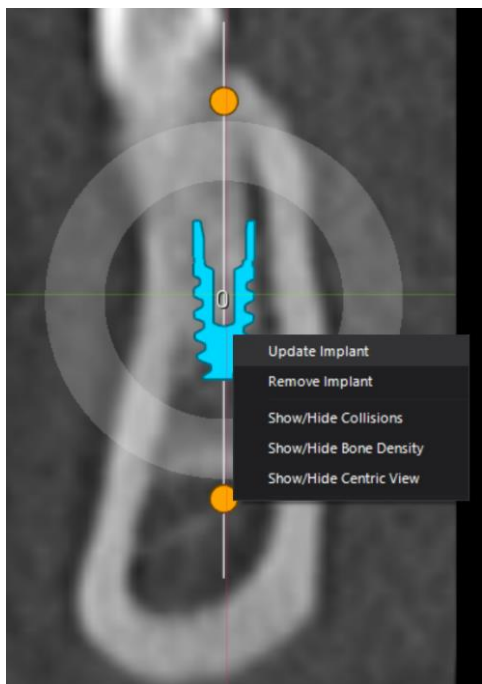 0
Update Implant
Remove Implant
Show/Hide Collisions
Show/Hide Bone Density
Show/Hide Centric View